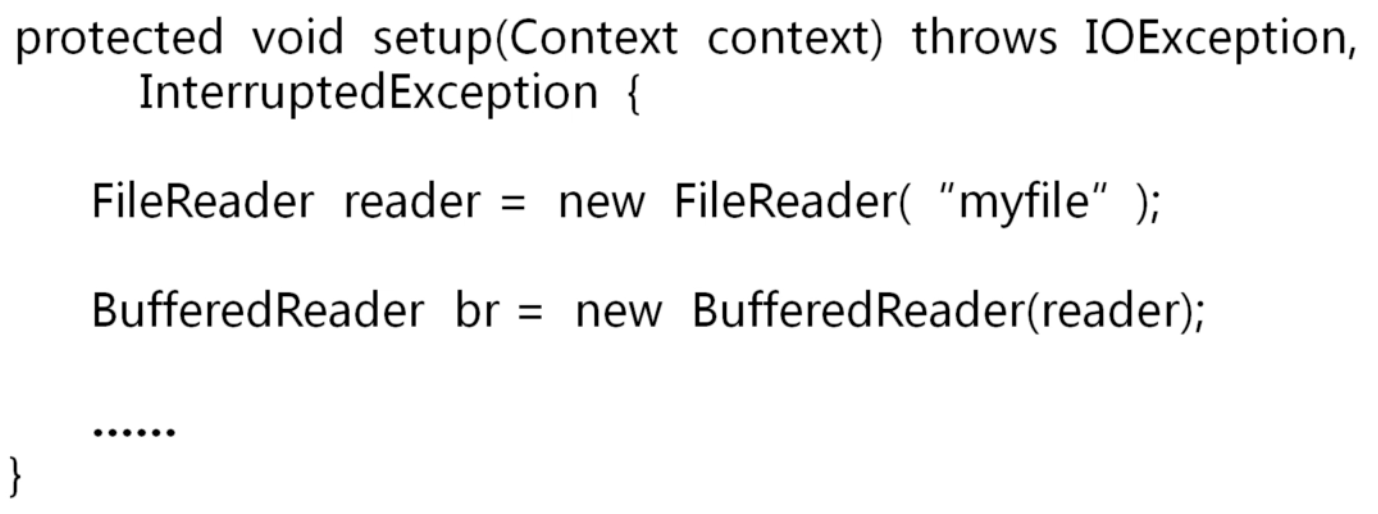 protected void setup(Context context) throws IOException,
InterruptedException {
FileReader reader = new FileReader( "myfile" );
BufferedReader br = new BufferedReader(reader);
......
}